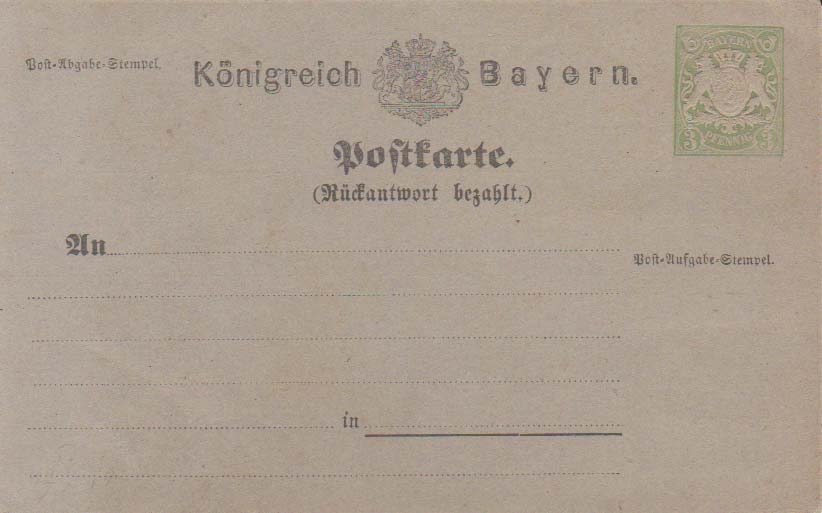 Post-Abgabe-Stempel.
Königreich Bayern.
BAYERN
3 3
PFENNIG
Postkarte.
(Rückantwort bezahlt.)
An
Post-Aufgabe-Stempel.
in